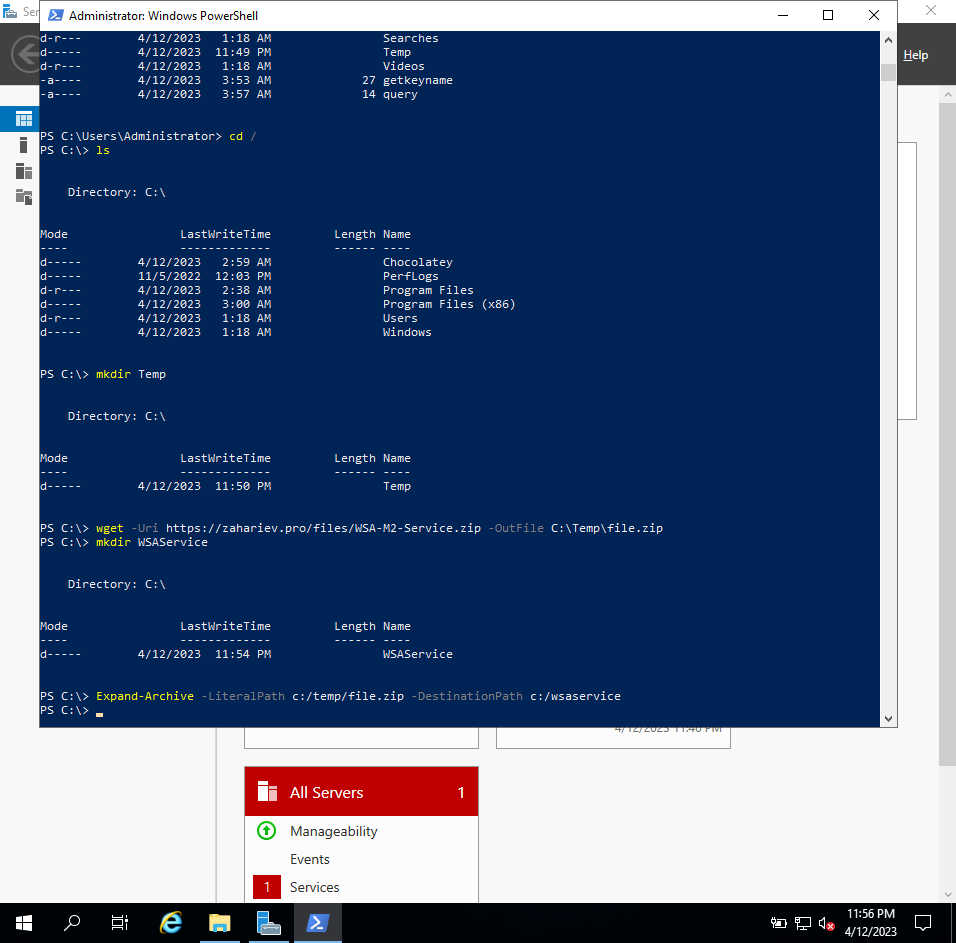 Ser
Administrator: Windows PowerShell
Help
d-r--- 4/12/2023 1:18 AM Searches
d----- 4/12/2023 11:49 PM Temp
d-r--- 4/12/2023 1:18 AM Videos
-a---- 4/12/2023 3:53 AM 27 getkeyname
-a---- 4/12/2023 3:57 AM 14 query
PS C:\Users\Administrator> cd /
PS C:\> ls
Directory: C:\
Mode LastWriteTime Length Name
---- ------------- ------ ----
d----- 4/12/2023 2:59 AM Chocolatey
d----- 11/5/2022 12:03 PM PerfLogs
d-r--- 4/12/2023 2:38 AM Program Files
d----- 4/12/2023 3:00 AM Program Files (x86)
d-r--- 4/12/2023 1:18 AM Users
d----- 4/12/2023 1:18 AM Windows
PS C:\> mkdir Temp
Directory: C:\
Mode LastWriteTime Length Name
---- ------------- ------ ----
d----- 4/12/2023 11:50 PM Temp
PS C:\> wget -Uri https://zahariev.pro/files/WSA-M2-Service.zip -OutFile C:\Temp\file.zip
PS C:\> mkdir WSAService
Directory: C:\
Mode LastWriteTime Length Name
---- ------------- ------ ----
d----- 4/12/2023 11:54 PM WSAService
PS C:\> Expand-Archive -LiteralPath c:/temp/file.zip -DestinationPath c:/wsaservice
PS C:\>
4/12/2023 11:46 PM
All Servers 1
Manageability
Events
1 Services
11:56 PM
4/12/2023